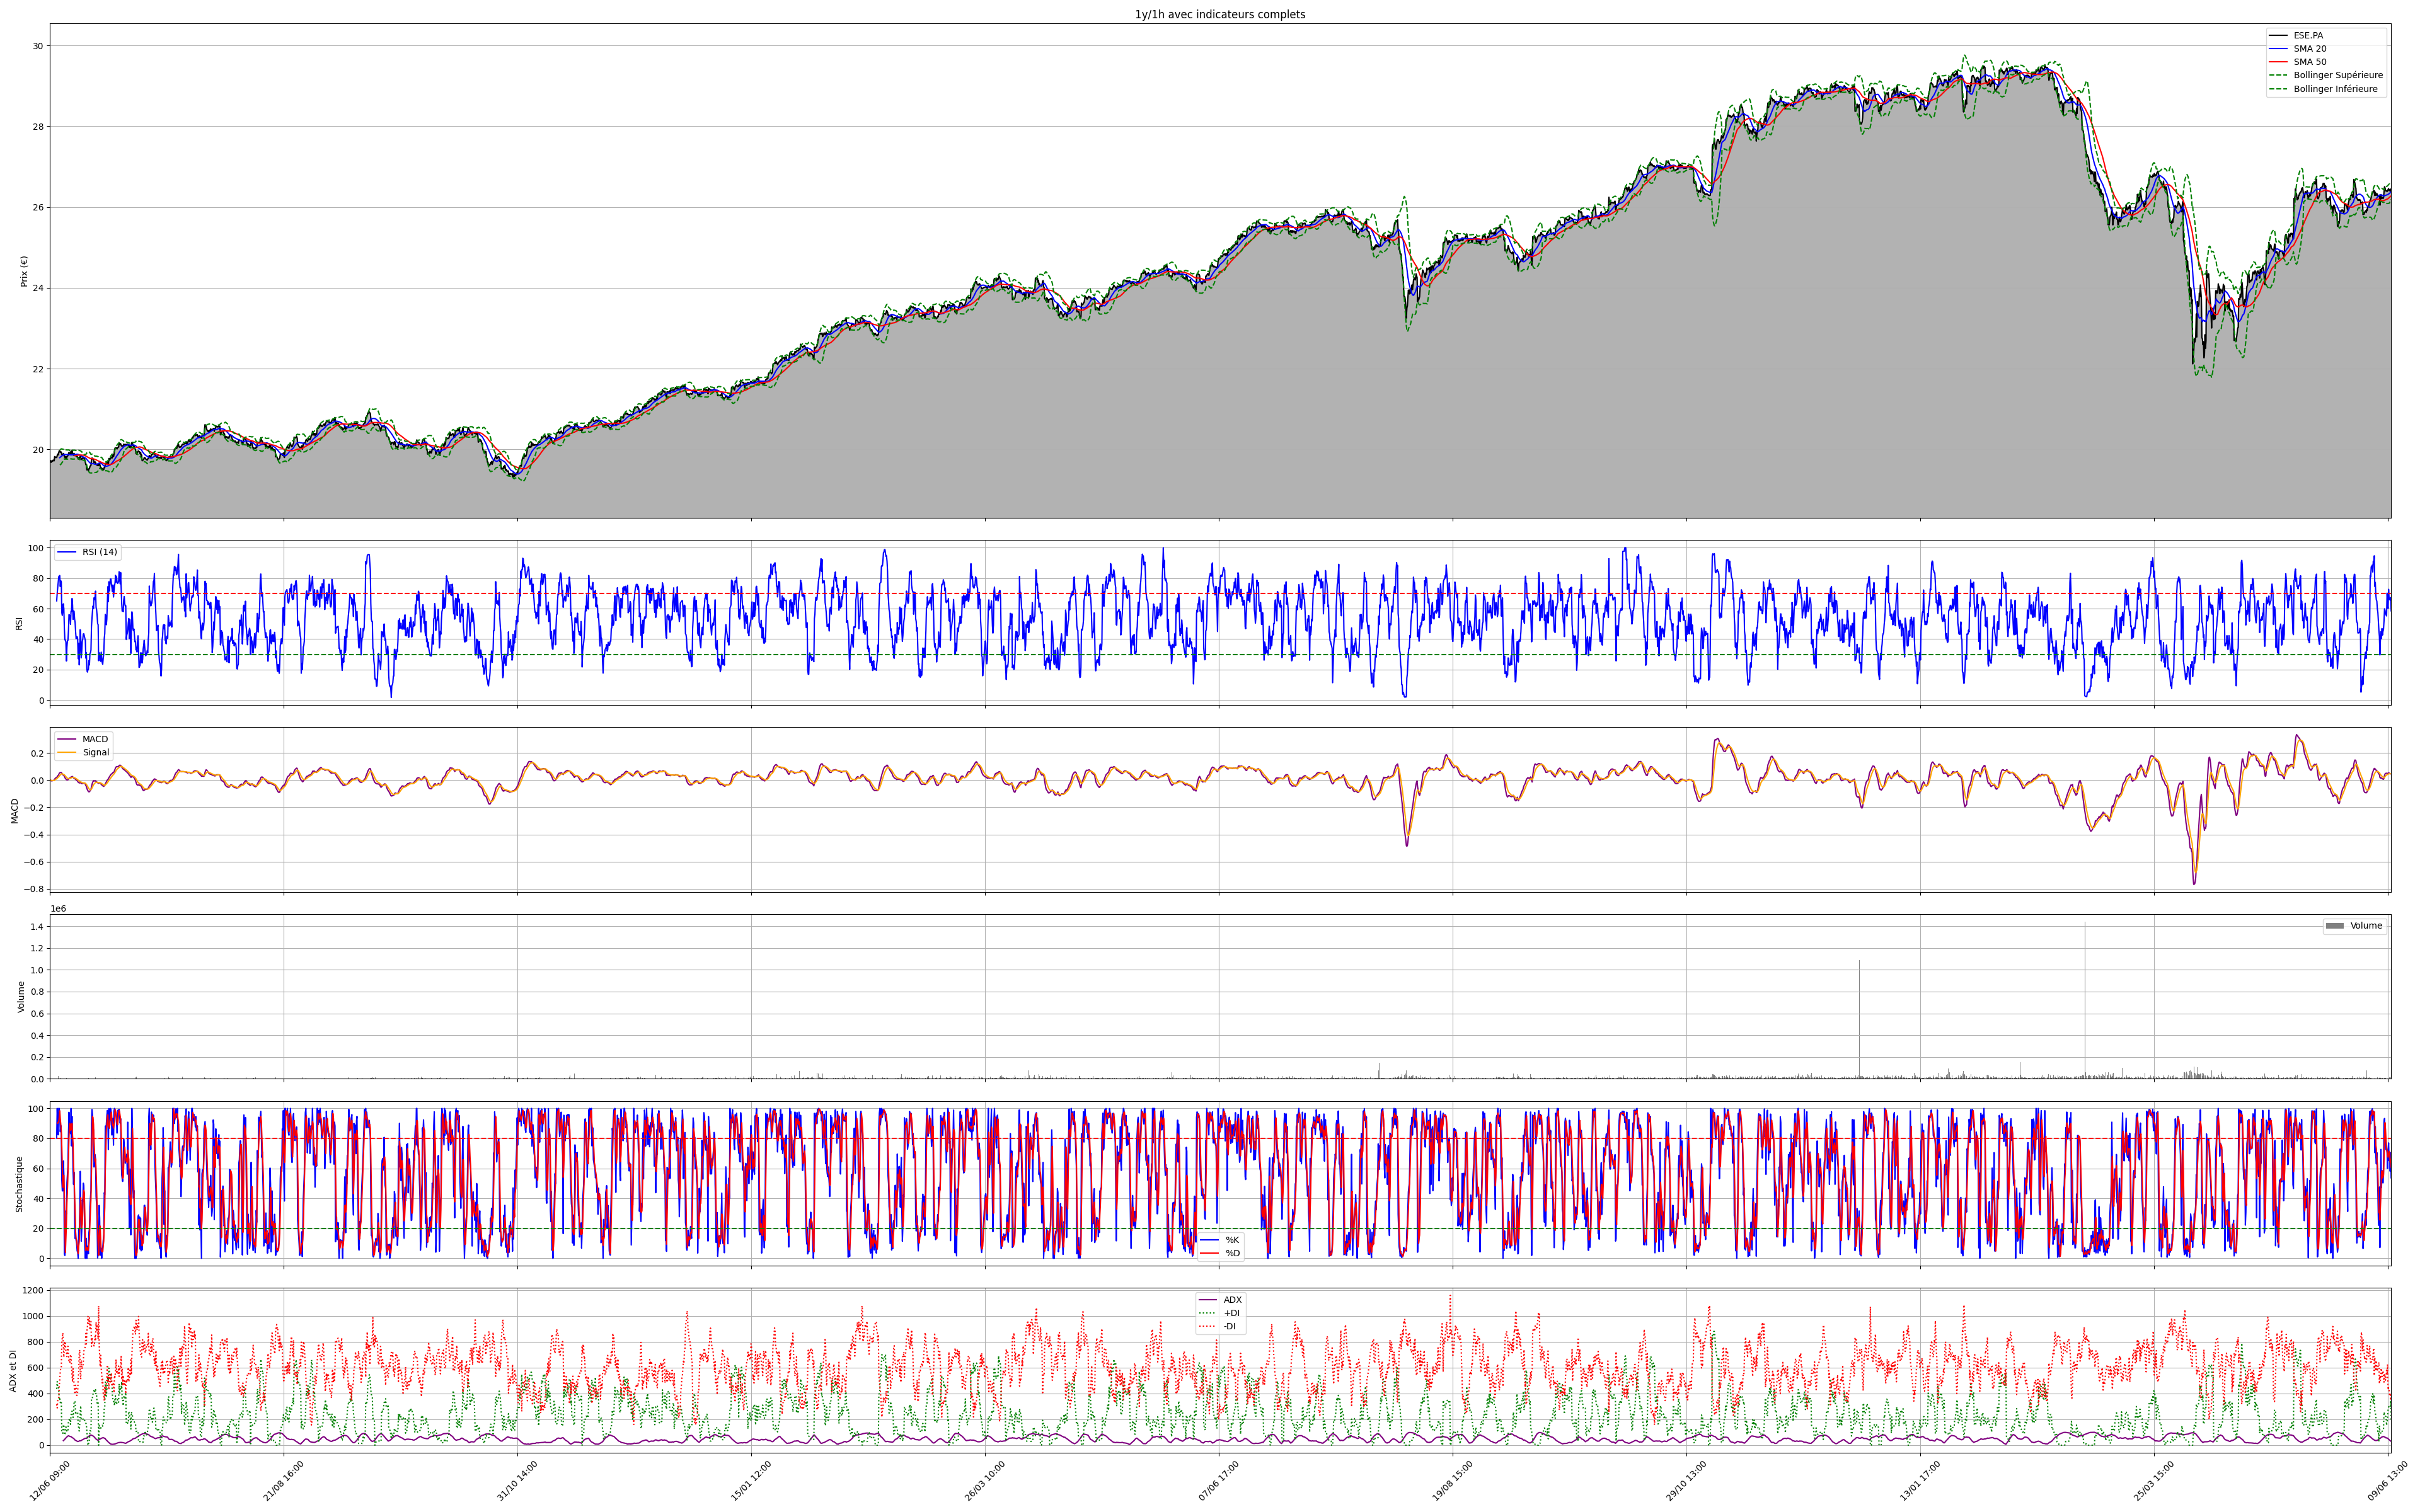 1y/1h avec indicateurs complets
30
28
26
24
22
20
Prix (€)
ESE.PA
SMA 20
SMA 50
Bollinger Supérieure
Bollinger Inférieure
100
80
60
40
20
0
RSI
RSI (14)
0.2
0.0
−0.2
−0.4
−0.6
−0.8
MACD
MACD
Signal
1e6
1.4
1.2
1.0
0.8
0.6
0.4
0.2
0.0
Volume
Volume
100
80
60
40
20
0
Stochastique
%K
%D
1200
1000
800
600
400
200
0
ADX et DI
ADX
+DI
-DI
12/06 09:00
21/08 16:00
31/10 14:00
15/01 12:00
26/03 10:00
07/06 17:00
19/08 15:00
29/10 13:00
13/01 17:00
25/03 15:00
09/06 13:00